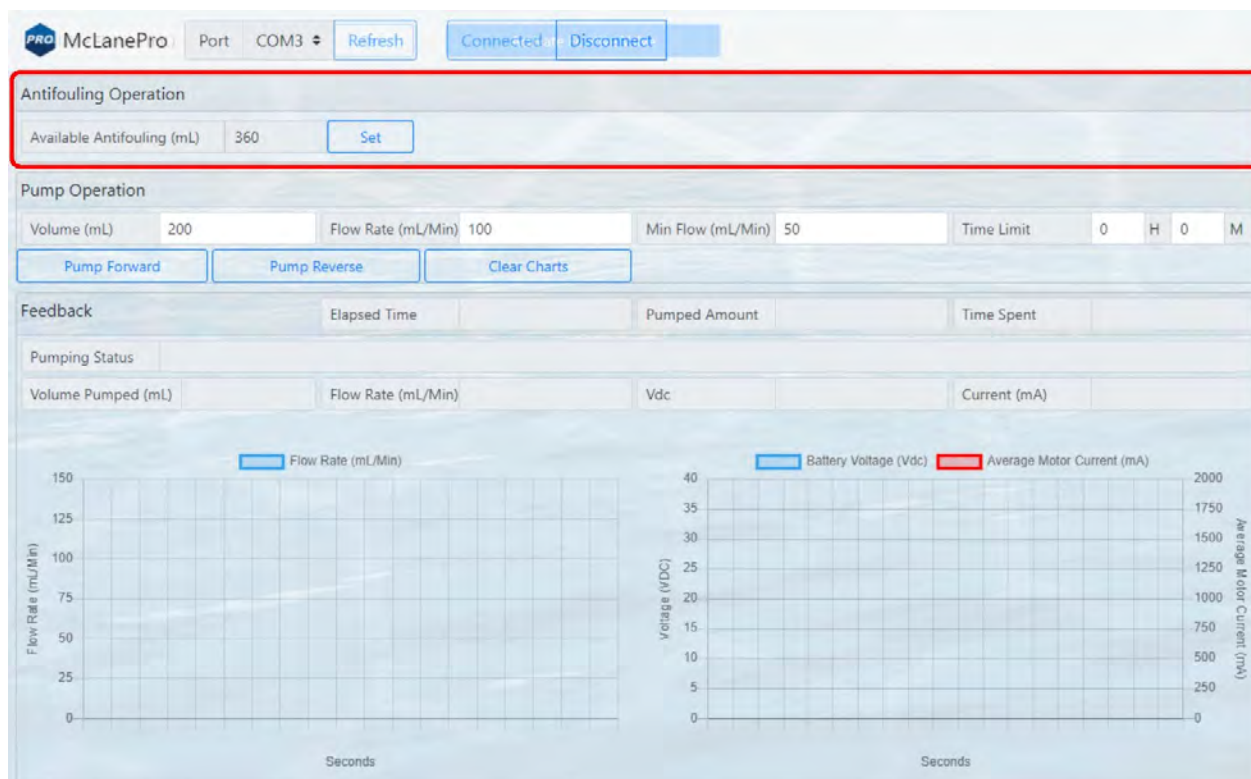 PRO McLanePro Port COM3 Refresh Connected Disconnect
Antifouling Operation
Available Antifouling (mL) 360 Set
Pump Operation
Volume (mL) 200 Flow Rate (mL/Min) 100 Min Flow (mL/Min) 50 Time Limit 0 H 0 M
Pump Forward Pump Reverse Clear Charts
Feedback Elapsed Time Pumped Amount Time Spent
Pumping Status
Volume Pumped (mL) Flow Rate (mL/Min) Vdc Current (mA)
Flow Rate (mL/Min)
150
125
100
75
50
25
0
Flow Rate (mL/Min)
Seconds
Battery Voltage (Vdc) Average Motor Current (mA)
40 2000
35 1750
30 1500
25 1250
20 1000
15 750
10 500
5 250
0 0
Voltage (VDC)
Average Motor Current (mA)
Seconds